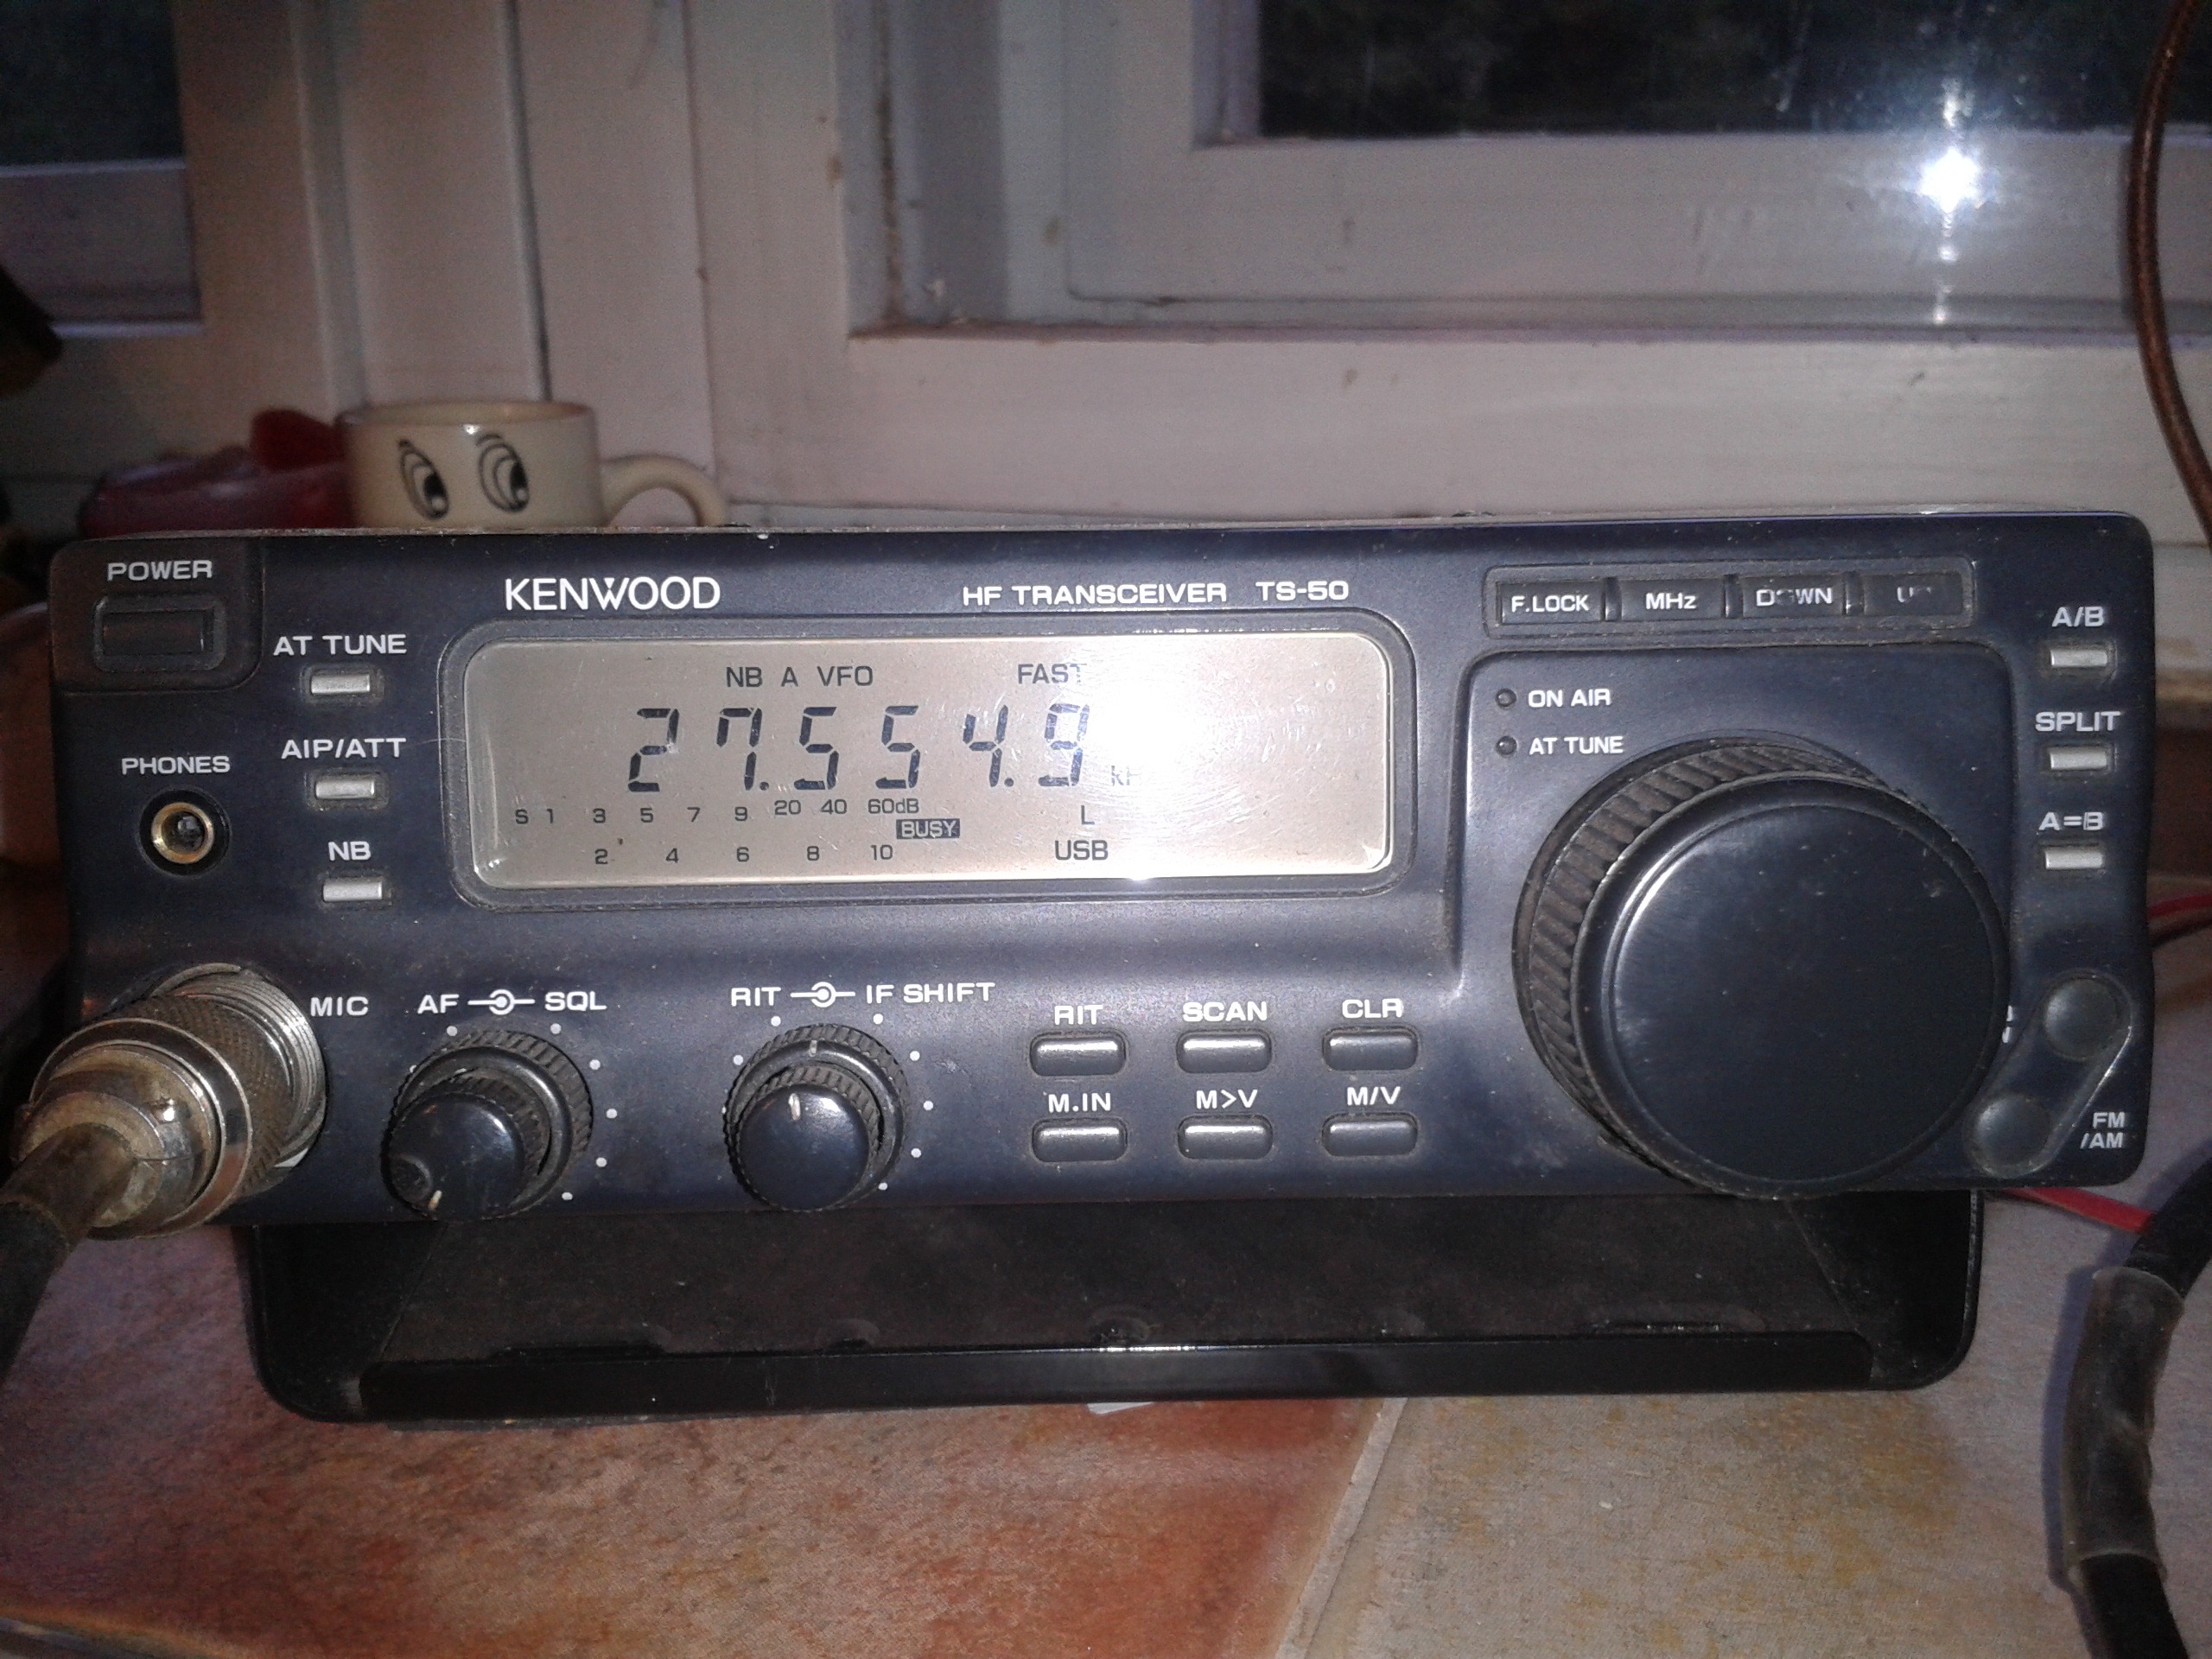 POWER
KENWOOD
HF TRANSCEIVER TS-50
F.LOCK
MHz
DOWN
A/B
AT TUNE
NB A VFO FAST
27.554.9
ON AIR
AT TUNE
SPLIT
AIP/ATT
PHONES
S 1 3 5 7 9 20 40 60dB
BUSY
L
2 4 6 8 10
USB
A=B
NB
MIC
AF SQL
RIT IF SHIFT
RIT
SCAN
CLR
M.IN
M>V
M/V
FM
/AM